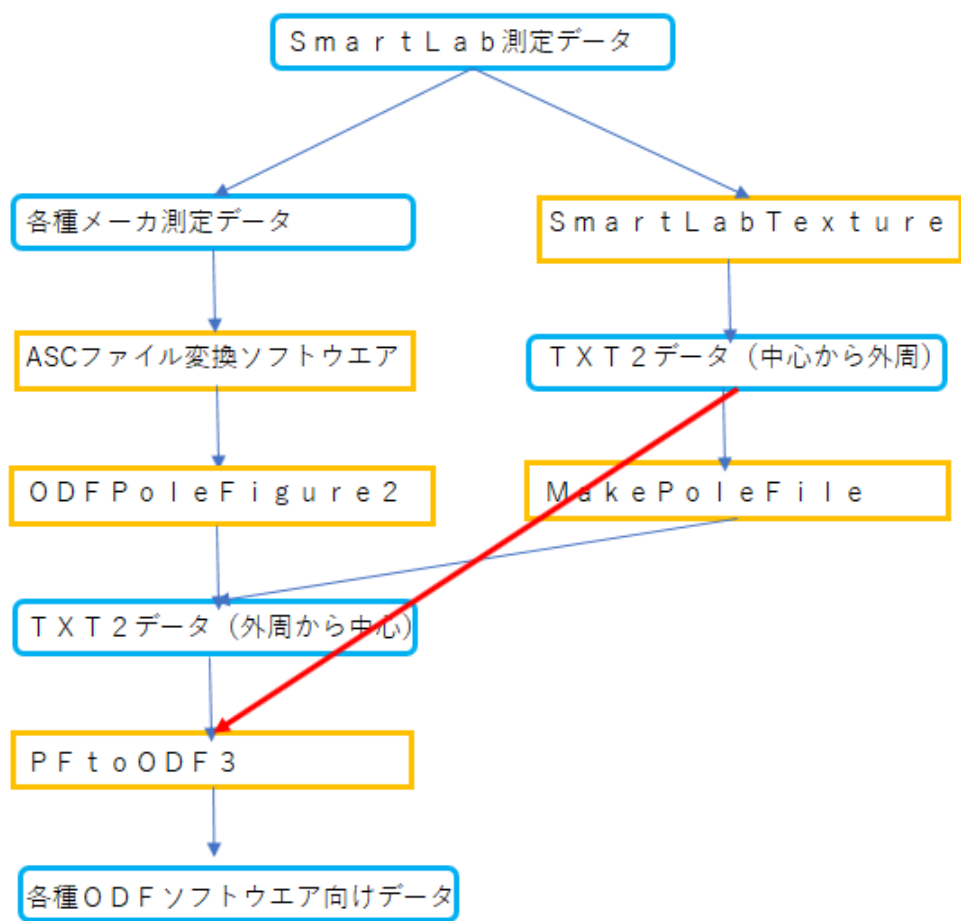 ＳｍａｒｔＬａｂ測定データ
各種メーカ測定データ
ＳｍａｒｔＬａｂＴｅｘｔｕｒｅ
ASCファイル変換ソフトウエア
ＴＸＴ２データ（中心から外周）
ＯＤＦＰｏｌｅＦｉｇｕｒｅ２
ＭａｋｅＰｏｌｅＦｉｌｅ
ＴＸＴ２データ（外周から中心）
ＰＦｔｏＯＤＦ３
各種ＯＤＦソフトウエア向けデータ